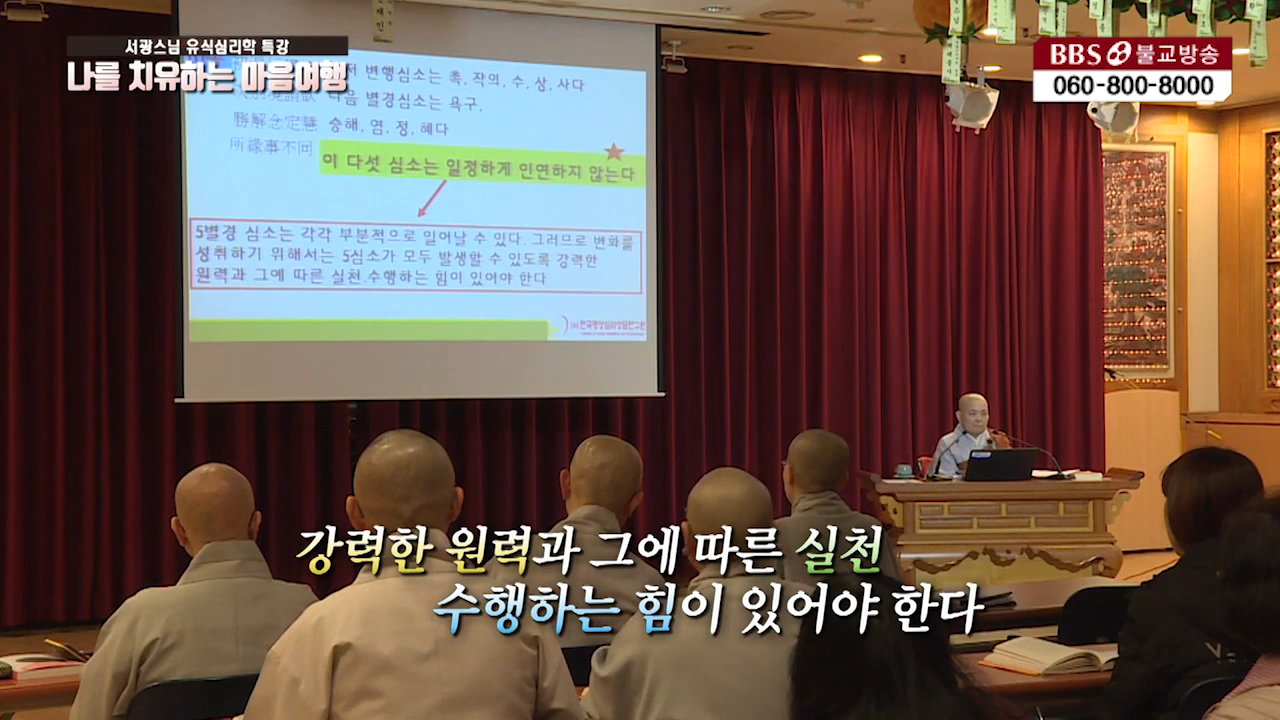 서광스님 유식심리학 특강
나를 치유하는 마음여행
BBS 불교방송
060-800-8000
변행심소는 촉, 작의, 수, 상, 사다
다음 별경심소는 욕구,
勝解念定慧 승해, 염, 정, 혜다
所緣事不同
이 다섯 심소는 일정하게 인연하지 않는다
5별경 심소는 각각 부분적으로 일어날 수 있다. 그러므로 변화를
성취하기 위해서는 5심소가 모두 발생할 수 있도록 강력한
원력과 그에 따른 실천.수행하는 힘이 있어야 한다
강력한 원력과 그에 따른 실천
수행하는 힘이 있어야 한다